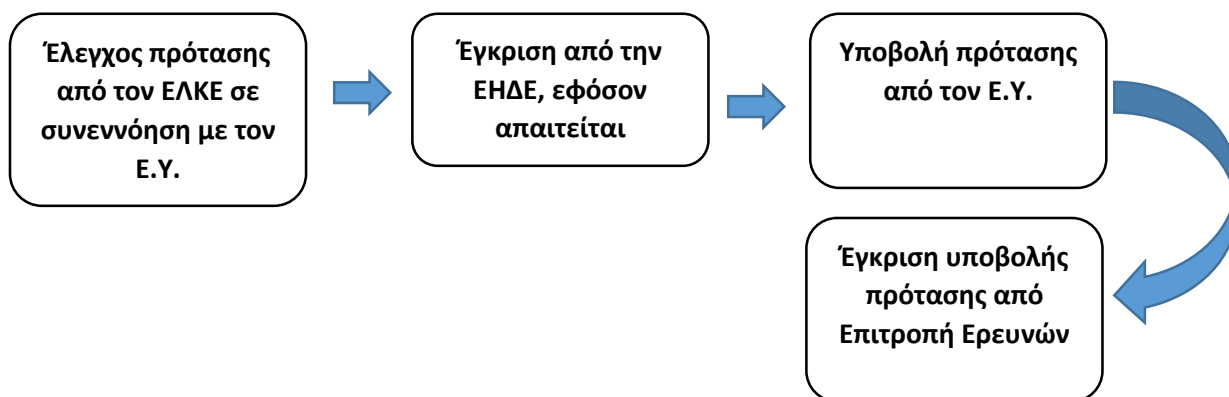 Έλεγχος πρότασης
από τον ΕΛΚΕ σε
συνεννόηση με τον
Ε.Υ.
Έγκριση από την
ΕΗΔΕ, εφόσον
απαιτείται
Υποβολή πρότασης
από τον Ε.Υ.
Έγκριση υποβολής
πρότασης από
Επιτροπή Ερευνών